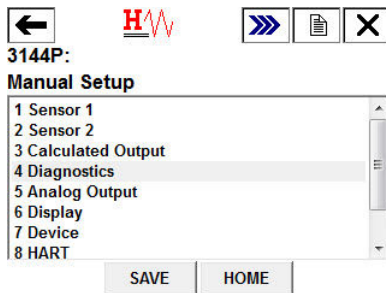 H
3144P:
Manual Setup
1 Sensor 1
2 Sensor 2
3 Calculated Output
4 Diagnostics
5 Analog Output
6 Display
7 Device
8 HART
SAVE HOME